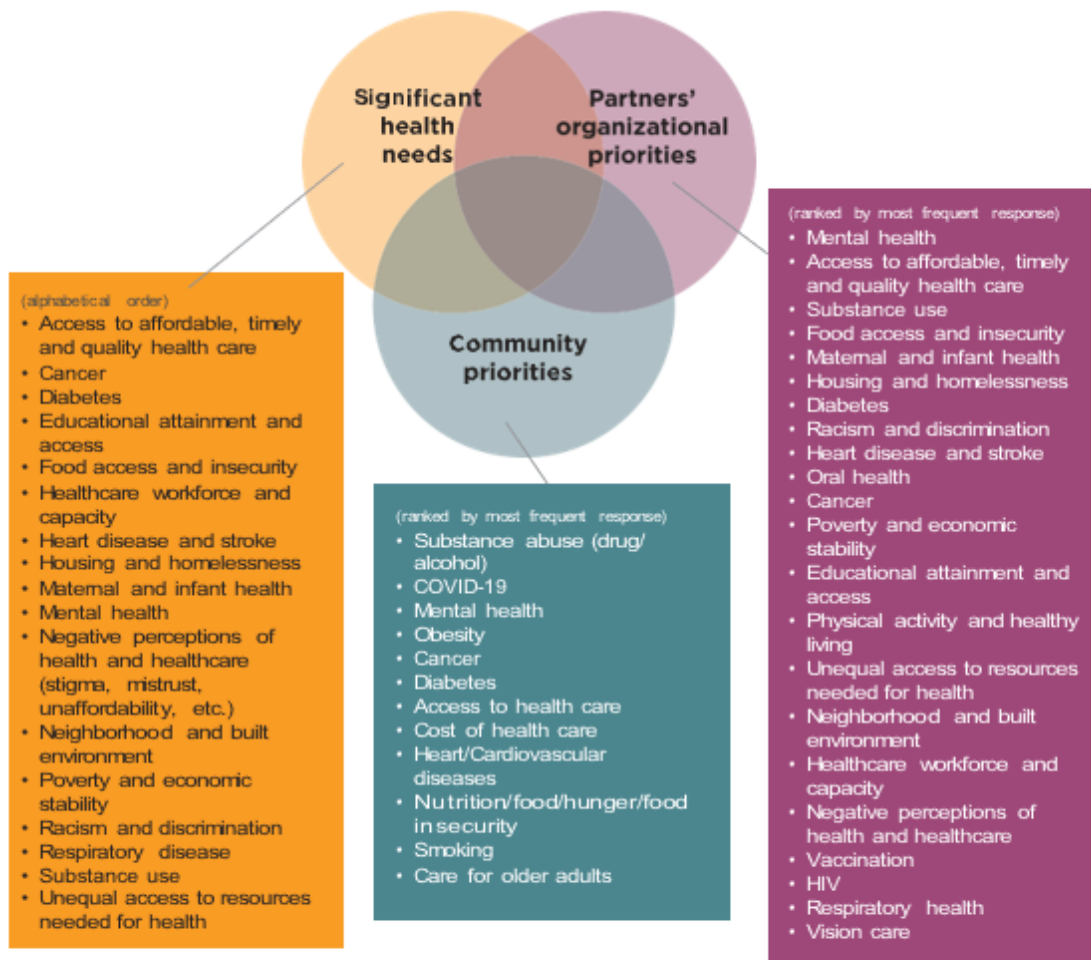 Significant
health
needs
Partners'
organizational
priorities
Community
priorities
(alphabetical order)
• Access to affordable, timely
and quality health care
• Cancer
• Diabetes
• Educational attainment and
access
• Food access and insecurity
• Healthcare workforce and
capacity
• Heart disease and stroke
• Housing and homelessness
• Maternal and infant health
• Mental health
• Negative perceptions of
health and healthcare
(stigma, mistrust,
unaffordability, etc.)
• Neighborhood and built
environment
• Poverty and economic
stability
• Racism and discrimination
• Respiratory disease
• Substance use
• Unequal access to resources
needed for health
(ranked by most frequent response)
• Substance abuse (drug/
alcohol)
• COVID-19
• Mental health
• Obesity
• Cancer
• Diabetes
• Access to health care
• Cost of health care
• Heart/Cardiovascular
diseases
• Nutrition/food/hunger/food
in security
• Smoking
• Care for older adults
(ranked by most frequent response)
• Mental health
• Access to affordable, timely
and quality health care
• Substance use
• Food access and insecurity
• Maternal and infant health
• Housing and homelessness
• Diabetes
• Racism and discrimination
• Heart disease and stroke
• Oral health
• Cancer
• Poverty and economic
stability
• Educational attainment and
access
• Physical activity and healthy
living
• Unequal access to resources
needed for health
• Neighborhood and built
environment
• Healthcare workforce and
capacity
• Negative perceptions of
health and healthcare
• Vaccination
• HIV
• Respiratory health
• Vision care